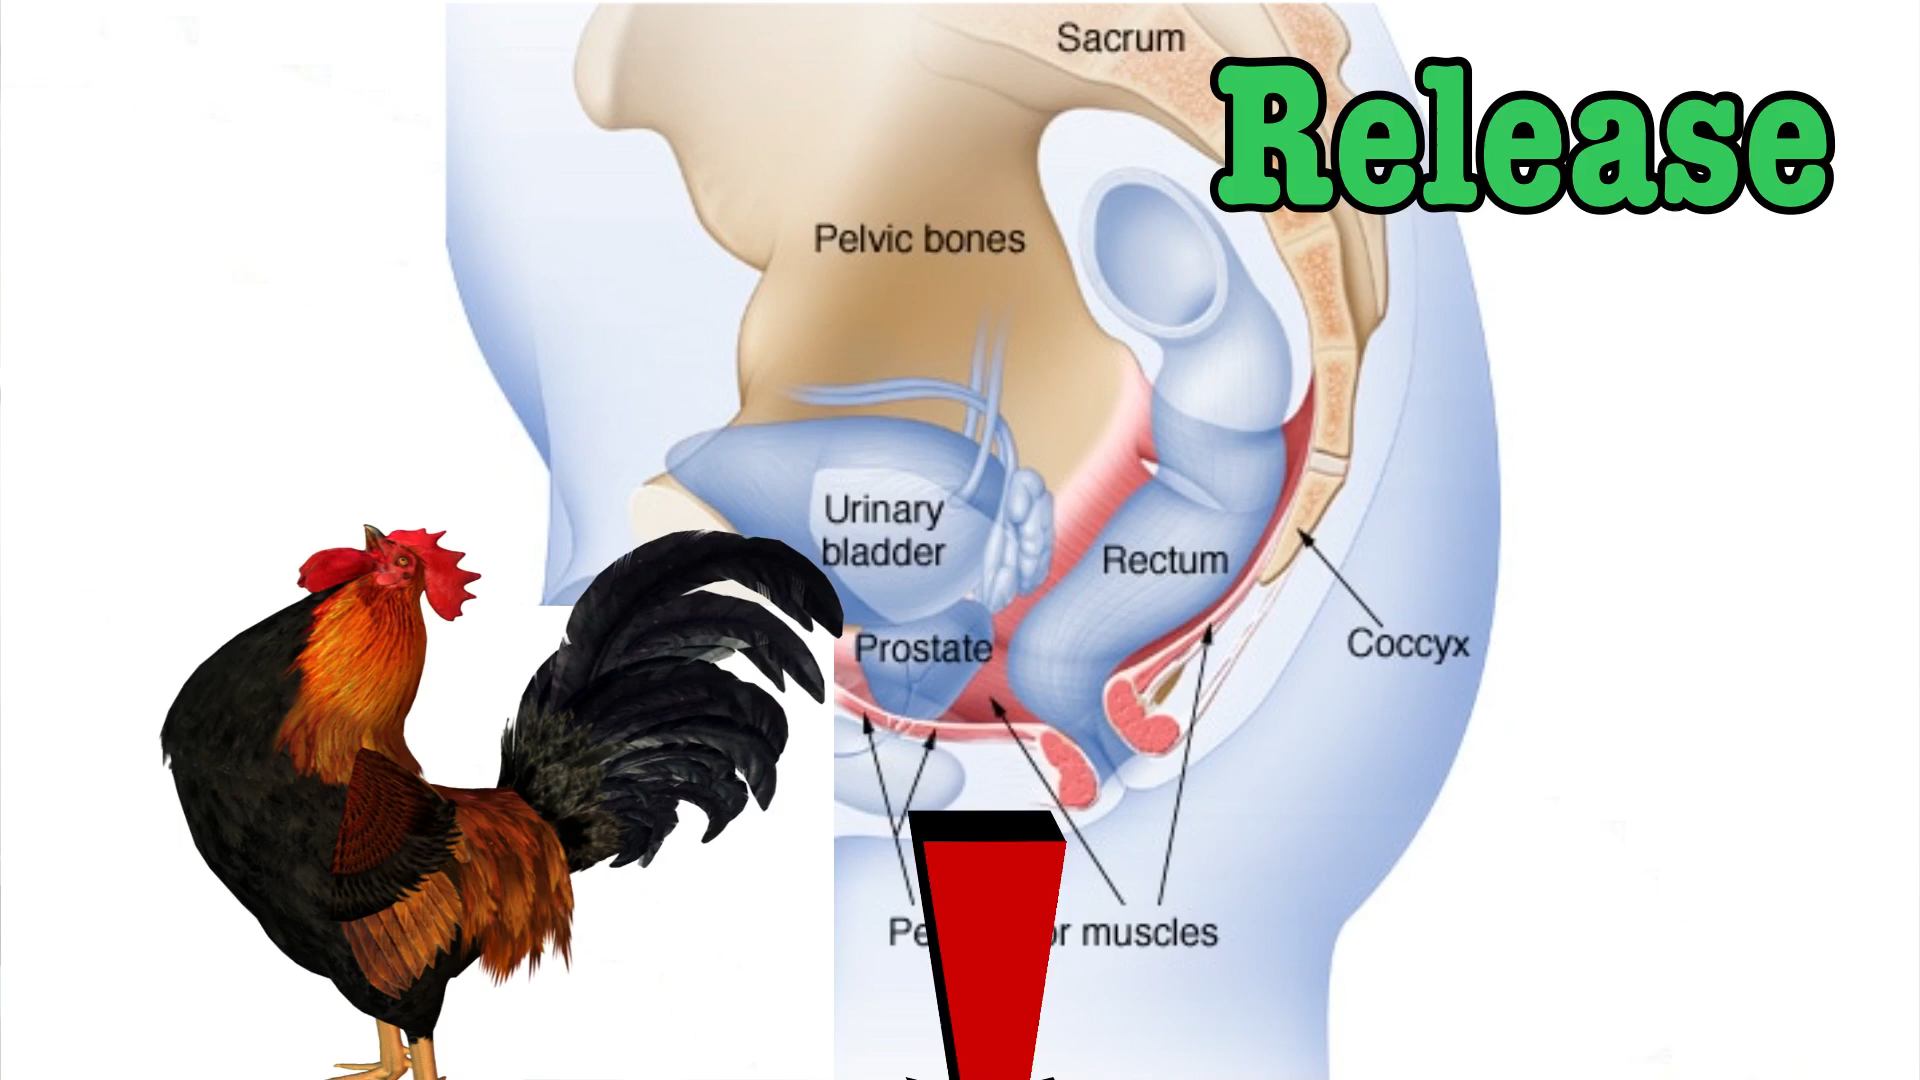 Sacrum
Release
Pelvic bones
Urinary
bladder
Rectum
Prostate
Coccyx
muscles